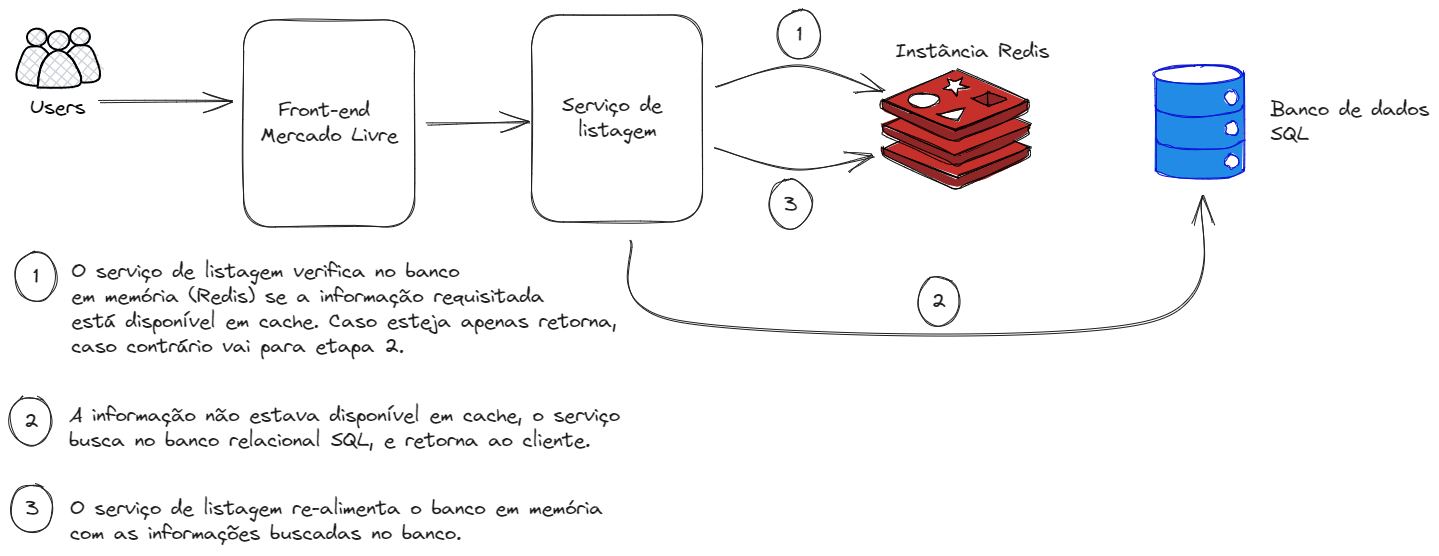 Users
Front-end
Mercado Livre
Serviço de
listagem
1
3
Instância Redis
Banco de dados
SQL
2
1
O serviço de listagem verifica no banco
em memória (Redis) se a informação requisitada
está disponível em cache. Caso esteja apenas retorna,
caso contrário vai para etapa 2.
2
A informação não estava disponível em cache, o serviço
busca no banco relacional SQL, e retorna ao cliente.
3
O serviço de listagem re-alimenta o banco em memória
com as informações buscadas no banco.